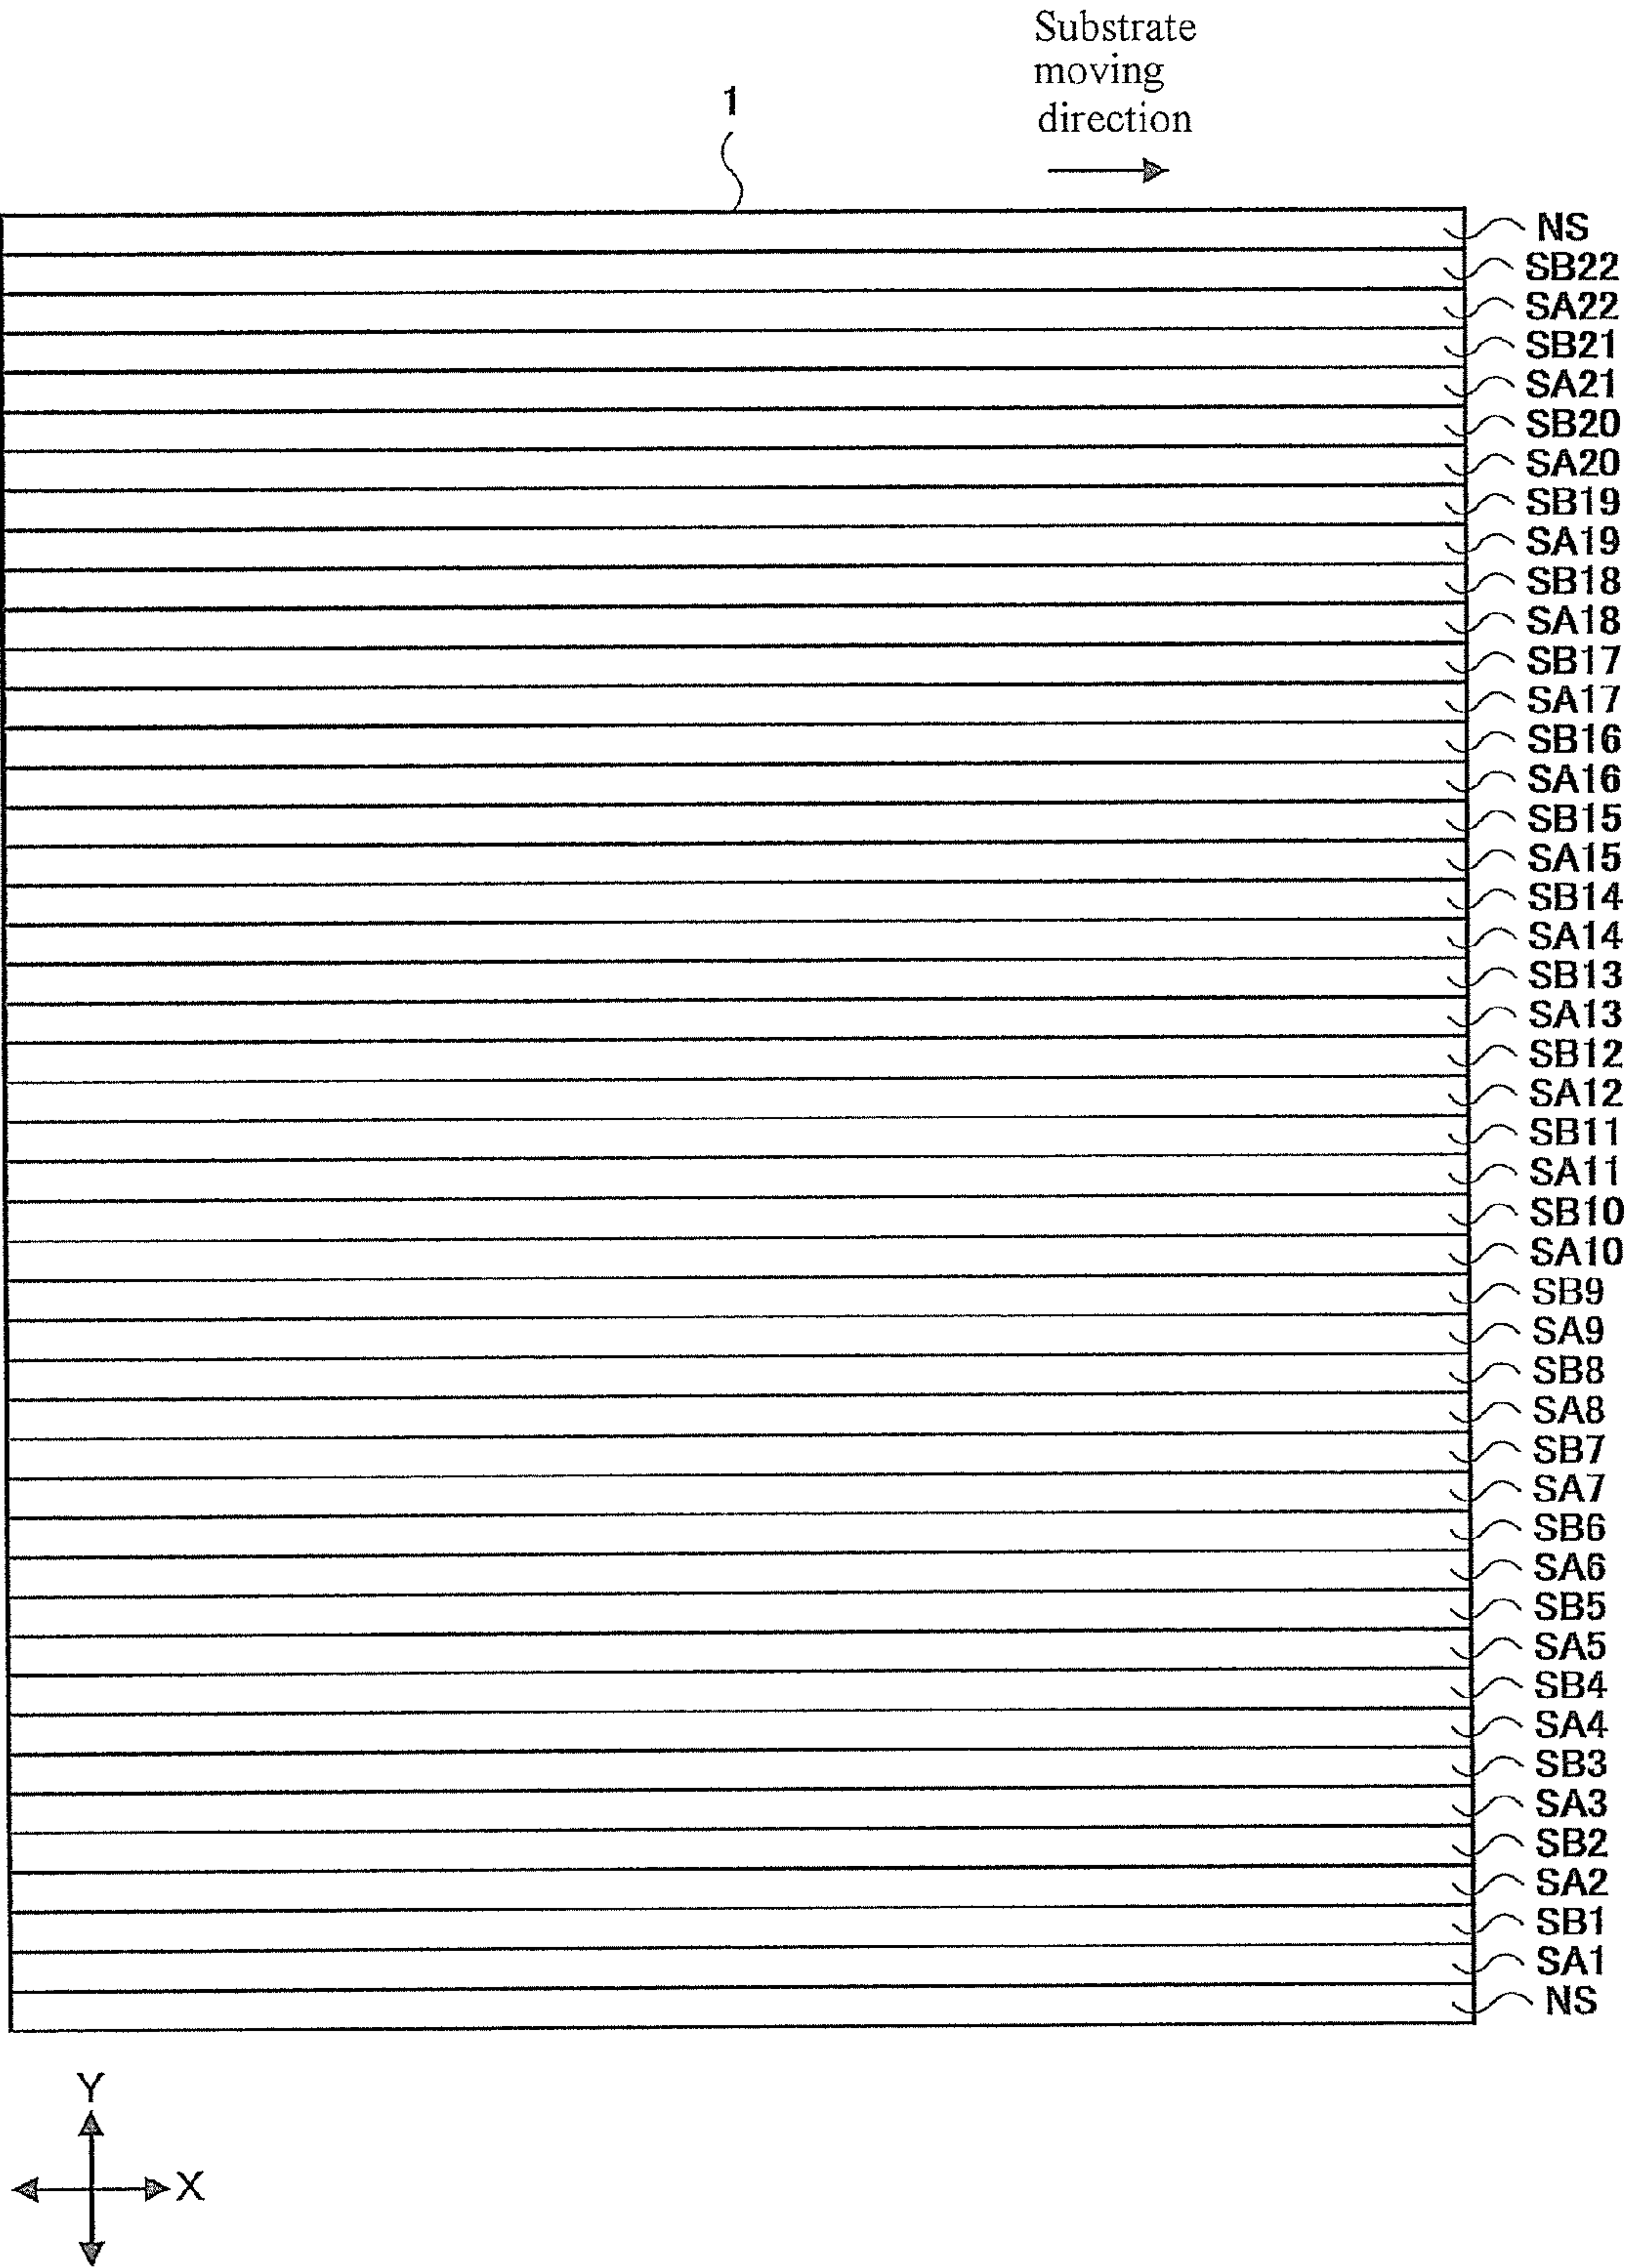 Substrate
moving
direction
1
NS
SB22
SA22
SB21
SA21
SB20
SA20
SB19
SA19
SB18
SA18
SB17
SA17
SB16
SA16
SB15
SA15
SB14
SA14
SB13
SA13
SB12
SA12
SB11
SA11
SB10
SA10
SB9
SA9
SB8
SA8
SB7
SA7
SB6
SA6
SB5
SA5
SB4
SA4
SB3
SA3
SB2
SA2
SB1
SA1
NS
Y
X